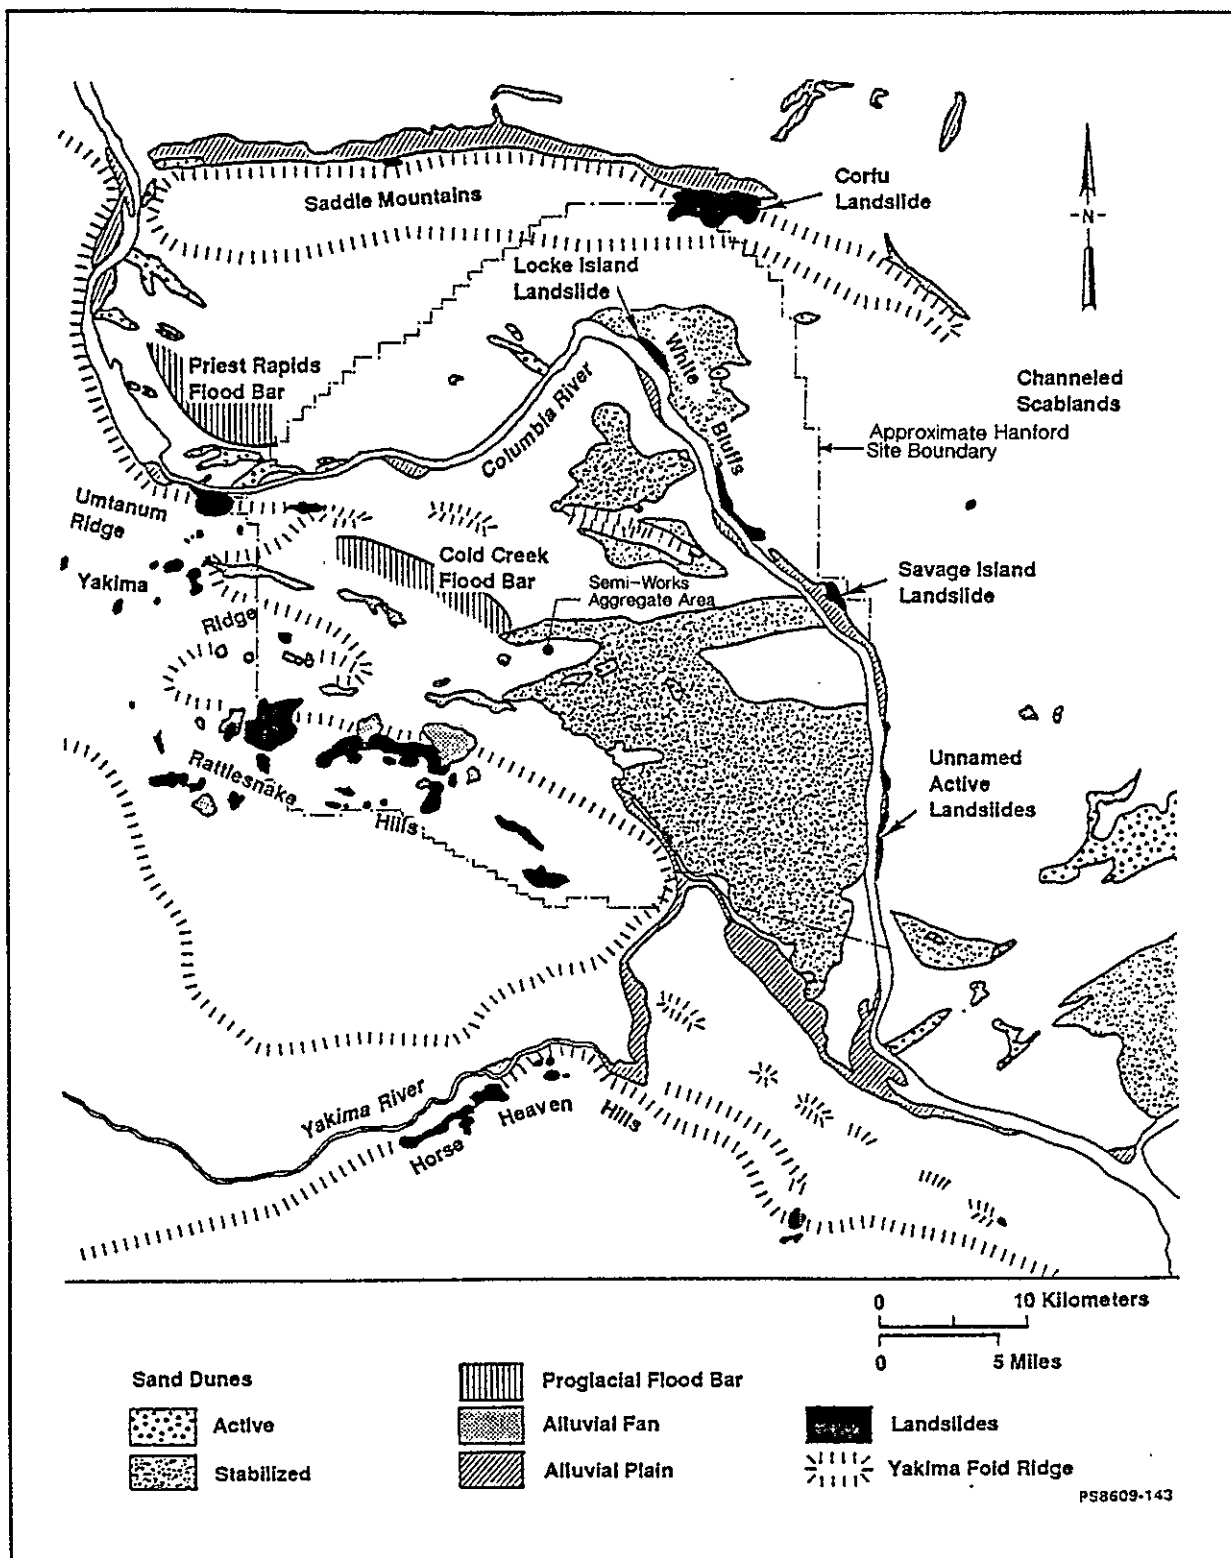 Saddle Mountains
Corfu
Landslide
-N-
Locke Island
Landslide
Priest Rapids
Flood Bar
White
Bluffs
Columbia River
Channeled
Scablands
Approximate Hanford
Site Boundary
Umtanum
Ridge
Yakima
Ridge
Cold Creek
Flood Bar
Semi-Works
Aggregate Area
Savage Island
Landslide
Rattlesnake
Hills
Unnamed
Active
Landslides
Yakima River
Horse
Heaven
Hills
0 10 Kilometers
0 5 Miles
Sand Dunes
Active
Stabilized
Proglacial Flood Bar
Alluvial Fan
Alluvial Plain
Landslides
Yakima Fold Ridge
PS8609-143